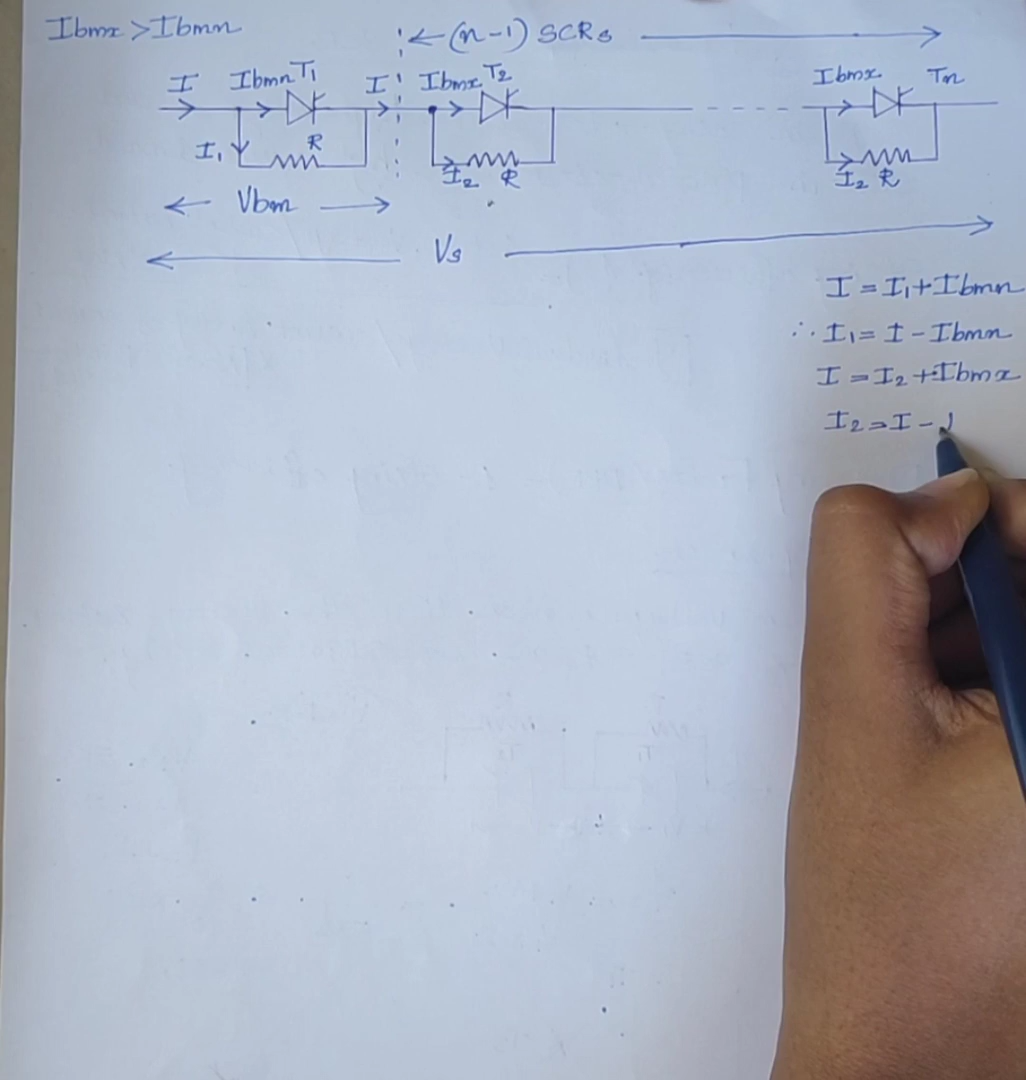 Ibmx > Ibmn
← (n-1) SCRs →
I Ibmn T1 I Ibmx T2 Ibmx Tn
I1 R
I2 R I2 R
← Vbm →
← Vs →
I = I1 + Ibmn
∴ I1 = I - Ibmn
I = I2 + Ibmx
I2 = I -